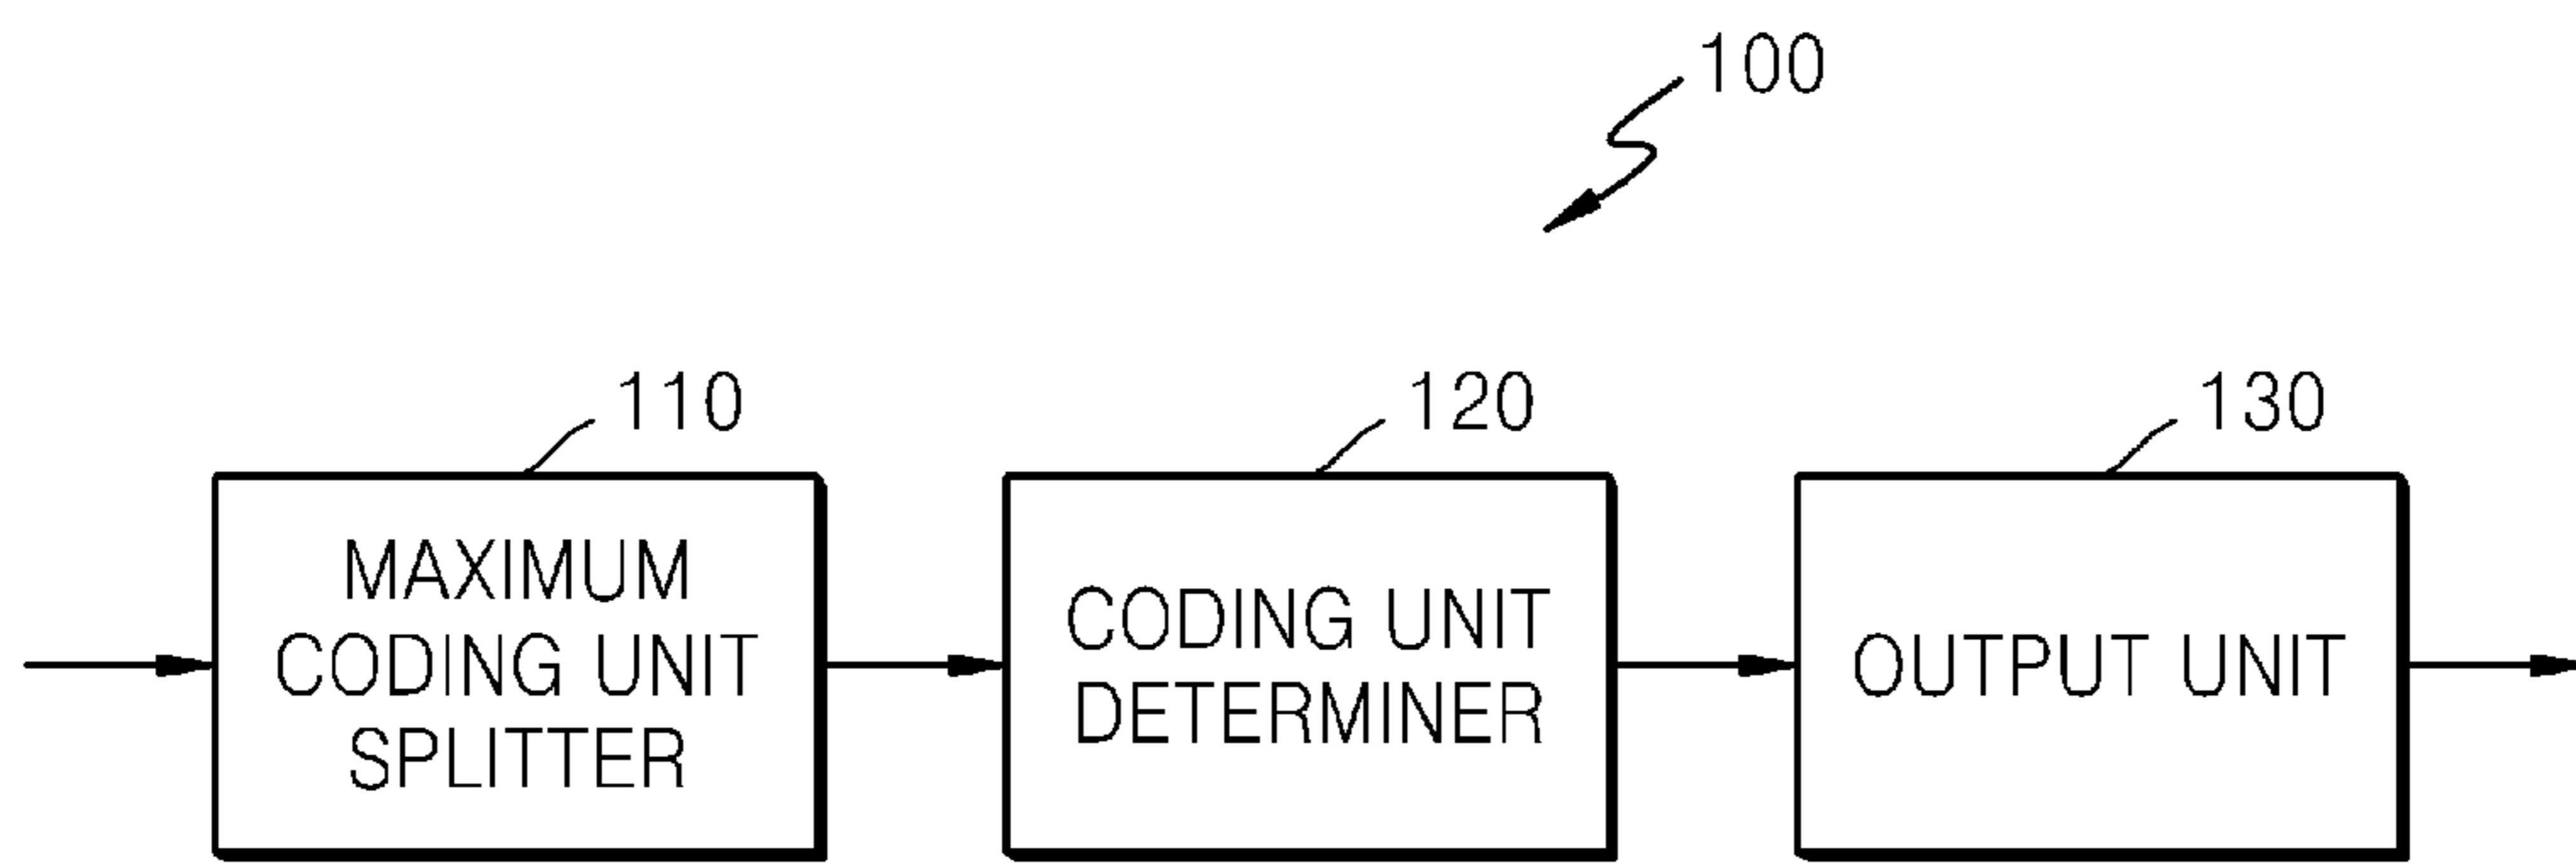 100
110
MAXIMUM
CODING UNIT
SPLITTER
120
CODING UNIT
DETERMINER
130
OUTPUT UNIT